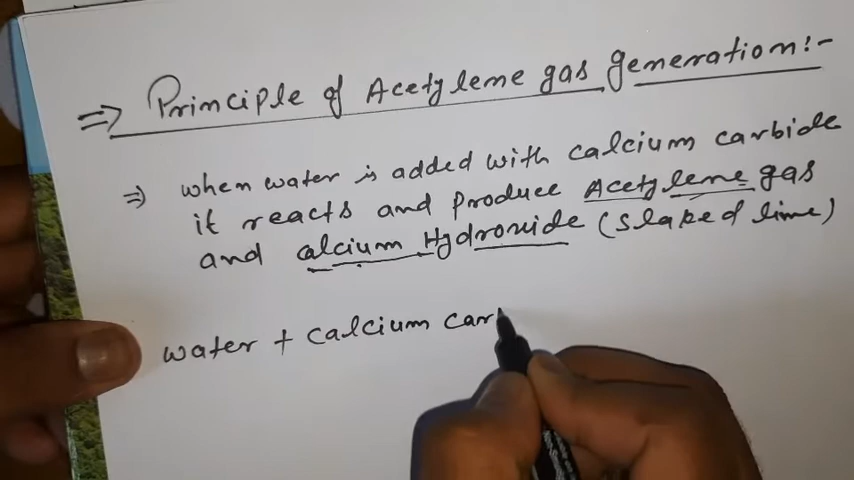 ⇒ Principle of Acetylene gas generation:-
⇒ when water is added with calcium carbide
it reacts and produce Acetylene gas
and calcium Hydroxide (slaked lime)
water + calcium car